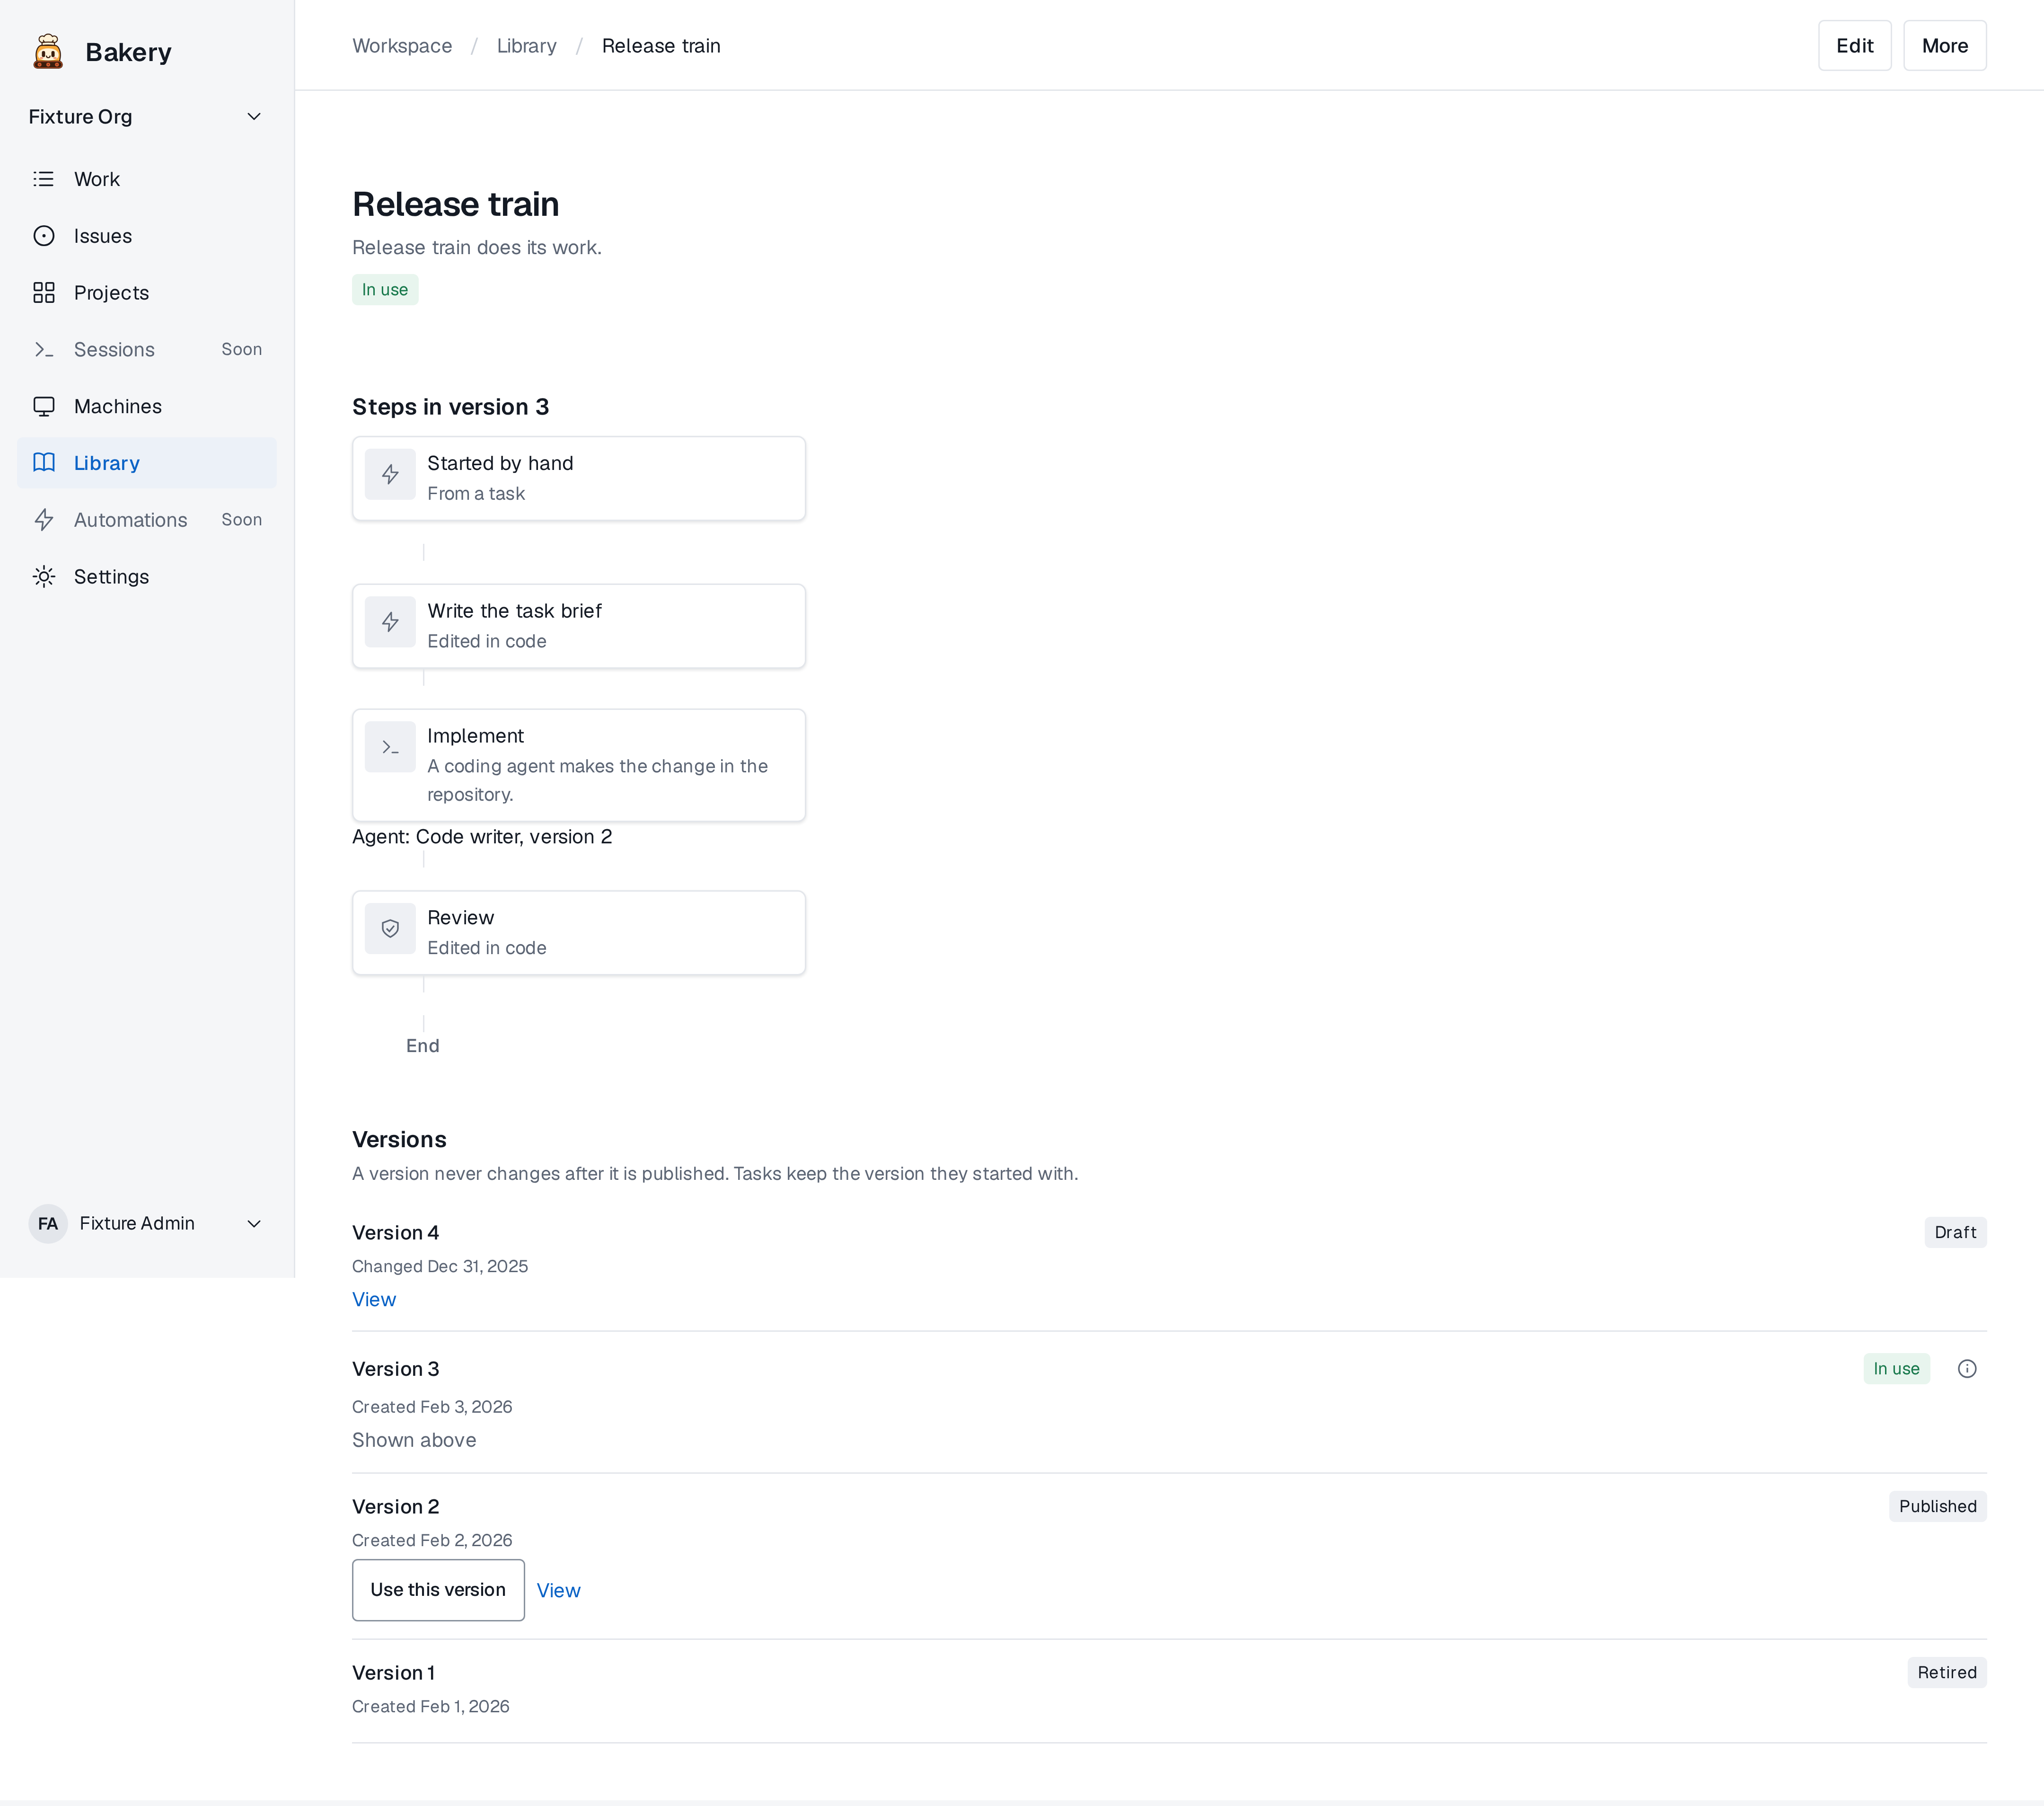 Bakery
Fixture Org
Work
Issues
Projects
Sessions Soon
Machines
Library
Automations Soon
Settings
FA Fixture Admin
Workspace / Library / Release train
Edit More
Release train
Release train does its work.
In use
Steps in version 3
Started by hand
From a task
Write the task brief
Edited in code
Implement
A coding agent makes the change in the
repository.
Agent: Code writer, version 2
Review
Edited in code
End
Versions
A version never changes after it is published. Tasks keep the version they started with.
Version 4 Draft
Changed Dec 31, 2025
View
Version 3 In use
Created Feb 3, 2026
Shown above
Version 2 Published
Created Feb 2, 2026
Use this version View
Version 1 Retired
Created Feb 1, 2026